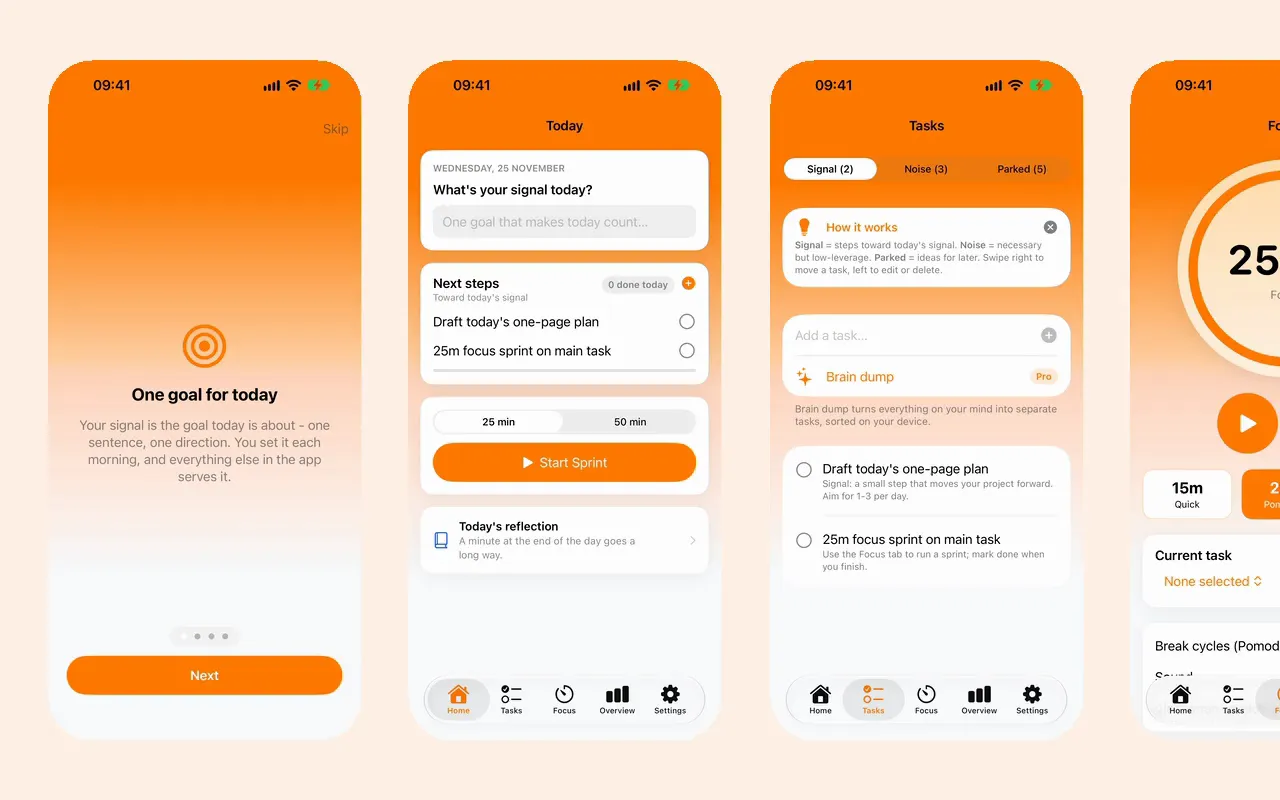 09:41
Skip
One goal for today
Your signal is the goal today is about - one
sentence, one direction. You set it each
morning, and everything else in the app
serves it.
Next
09:41
Today
WEDNESDAY, 25 NOVEMBER
What's your signal today?
One goal that makes today count...
Next steps
0 done today
Toward today's signal
Draft today's one-page plan
25m focus sprint on main task
25 min
50 min
Start Sprint
Today's reflection
A minute at the end of the day goes a
long way.
Home
Tasks
Focus
Overview
Settings
09:41
Tasks
Signal (2)
Noise (3)
Parked (5)
How it works
Signal = steps toward today's signal. Noise = necessary
but low-leverage. Parked = ideas for later. Swipe right to
move a task, left to edit or delete.
Add a task...
Brain dump
Pro
Brain dump turns everything on your mind into separate
tasks, sorted on your device.
Draft today's one-page plan
Signal: a small step that moves your project forward.
Aim for 1-3 per day.
25m focus sprint on main task
Use the Focus tab to run a sprint; mark done when
you finish.
Home
Tasks
Focus
Overview
Settings
09:41
Fo
25
Fo
15m
Quick
2
Pom
Current task
None selected
Break cycles (Pomod
Sound
Home
Tasks
F